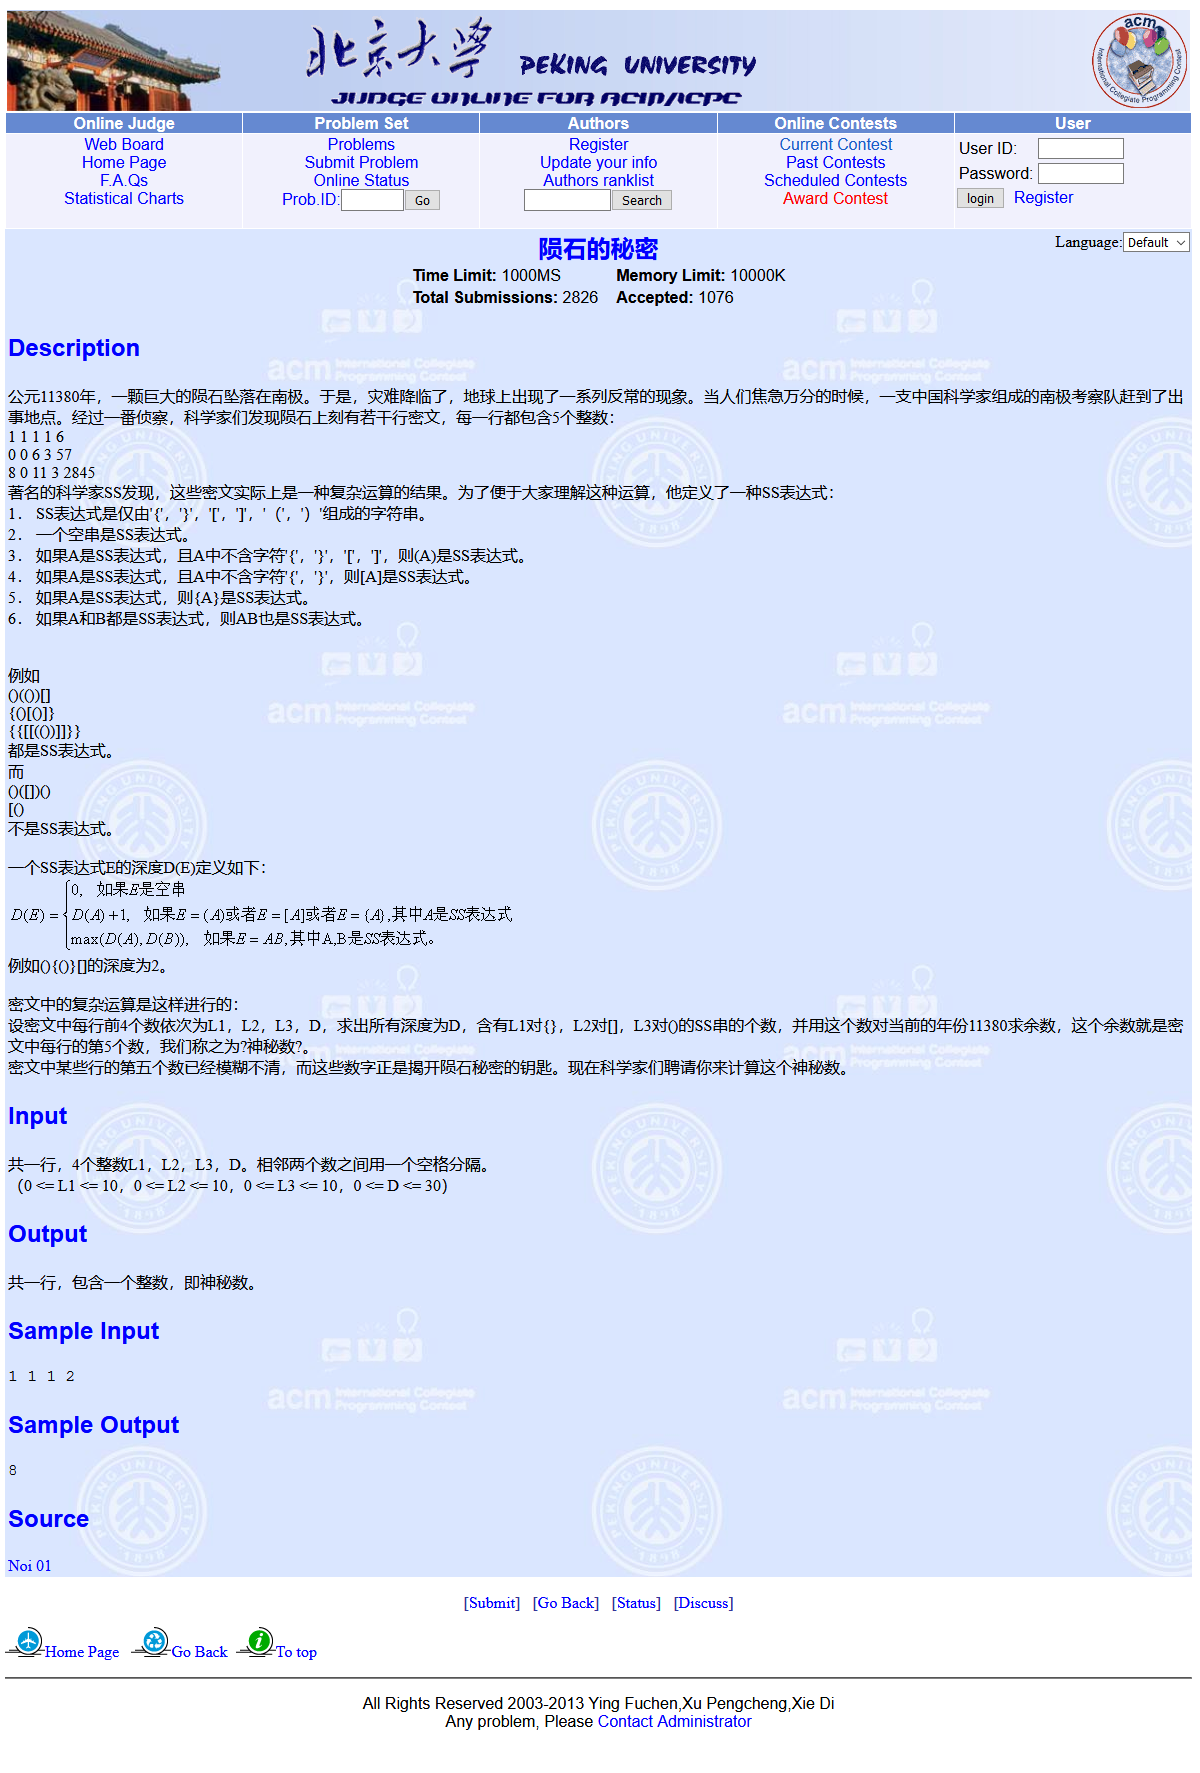 北京大学 PEKING UNIVERSITY
JUDGE ONLINE FOR ACM/ICPC
acm International Collegiate Programming Contest
Online Judge Problem Set Authors Online Contests User
Web Board Problems Register Current Contest User ID:
Home Page Submit Problem Update your info Past Contests Password:
F.A.Qs Online Status Authors ranklist Scheduled Contests login Register
Statistical Charts Prob.ID: Go Search Award Contest
陨石的秘密 Language: Default
Time Limit: 1000MS Memory Limit: 10000K
Total Submissions: 2826 Accepted: 1076
Description
公元11380年，一颗巨大的陨石坠落在南极。于是，灾难降临了，地球上出现了一系列反常的现象。当人们焦急万分的时候，一支中国科学家组成的南极考察队赶到了出
事地点。经过一番侦察，科学家们发现陨石上刻有若干行密文，每一行都包含5个整数：
1 1 1 1 6
0 0 6 3 57
8 0 11 3 2845
著名的科学家SS发现，这些密文实际上是一种复杂运算的结果。为了便于大家理解这种运算，他定义了一种SS表达式：
1． SS表达式是仅由'{'，'}'，'['，']'，'（'，'）'组成的字符串。
2． 一个空串是SS表达式。
3． 如果A是SS表达式，且A中不含字符'{'，'}'，'['，']'，则(A)是SS表达式。
4． 如果A是SS表达式，且A中不含字符'{'，'}'，则[A]是SS表达式。
5． 如果A是SS表达式，则{A}是SS表达式。
6． 如果A和B都是SS表达式，则AB也是SS表达式。
例如
()(())[]
{()[()]}
{{[[(())]]}}
都是SS表达式。
而
()([])()
[()
不是SS表达式。
一个SS表达式E的深度D(E)定义如下：
0, 如果E是空串
D(E) = { D(A)+1, 如果E = (A)或者E = [A]或者E = {A},其中A是SS表达式
max(D(A), D(B)), 如果E = AB,其中A,B是SS表达式。
例如(){()}[]的深度为2。
密文中的复杂运算是这样进行的：
设密文中每行前4个数依次为L1，L2，L3，D，求出所有深度为D，含有L1对{}，L2对[]，L3对()的SS串的个数，并用这个数对当前的年份11380求余数，这个余数就是密
文中每行的第5个数，我们称之为?神秘数?。
密文中某些行的第五个数已经模糊不清，而这些数字正是揭开陨石秘密的钥匙。现在科学家们聘请你来计算这个神秘数。
Input
共一行，4个整数L1，L2，L3，D。相邻两个数之间用一个空格分隔。
（0 <= L1 <= 10，0 <= L2 <= 10，0 <= L3 <= 10，0 <= D <= 30）
Output
共一行，包含一个整数，即神秘数。
Sample Input
1 1 1 2
Sample Output
8
Source
Noi 01
[Submit] [Go Back] [Status] [Discuss]
Home Page Go Back To top
All Rights Reserved 2003-2013 Ying Fuchen,Xu Pengcheng,Xie Di
Any problem, Please Contact Administrator